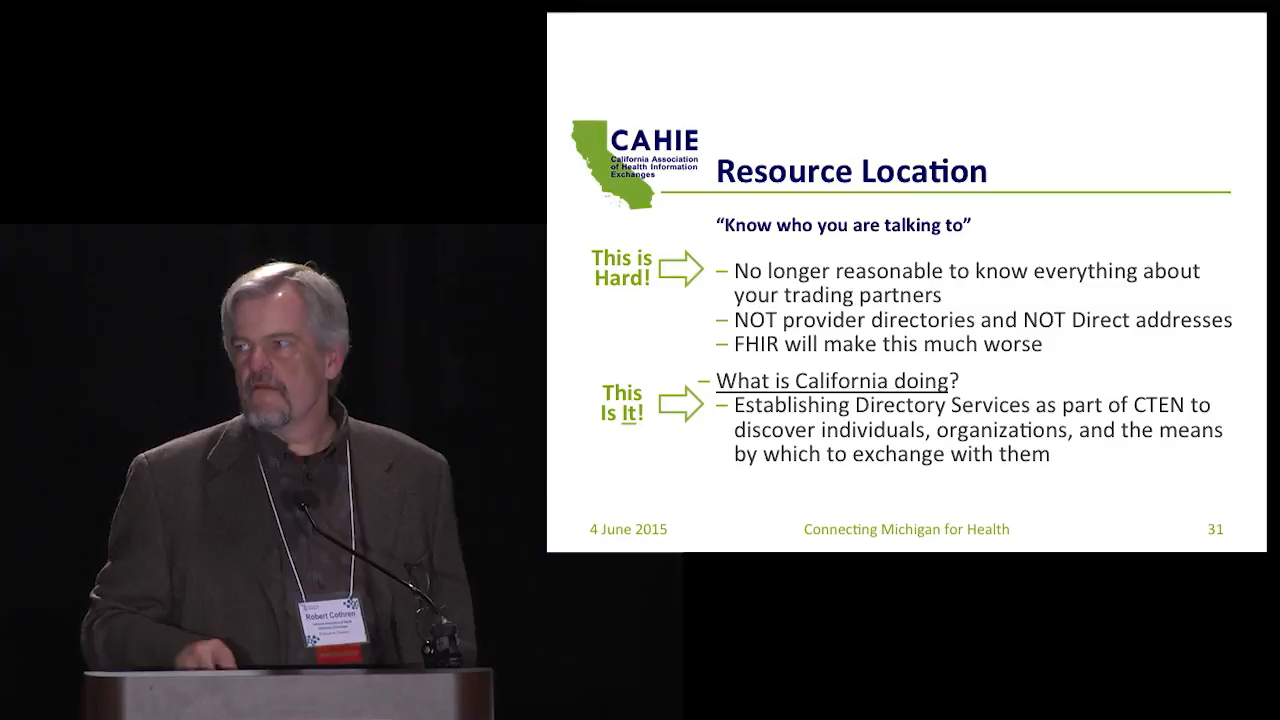 CAHIE
California Association
of Health Information
Exchanges
Resource Location
“Know who you are talking to”
This is
Hard!
– No longer reasonable to know everything about
your trading partners
– NOT provider directories and NOT Direct addresses
– FHIR will make this much worse
– What is California doing?
This
Is It!
– Establishing Directory Services as part of CTEN to
discover individuals, organizations, and the means
by which to exchange with them
4 June 2015
Connecting Michigan for Health
31
Robert Cothren